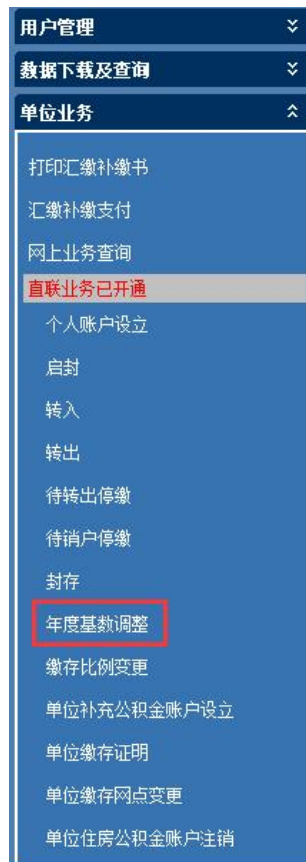 用户管理
数据下载及查询
单位业务
打印汇缴补缴书
汇缴补缴支付
网上业务查询
直联业务已开通
个人账户设立
启封
转入
转出
待转出停缴
待销户停缴
封存
年度基数调整
缴存比例变更
单位补充公积金账户设立
单位缴存证明
单位缴存网点变更
单位住房公积金账户注销